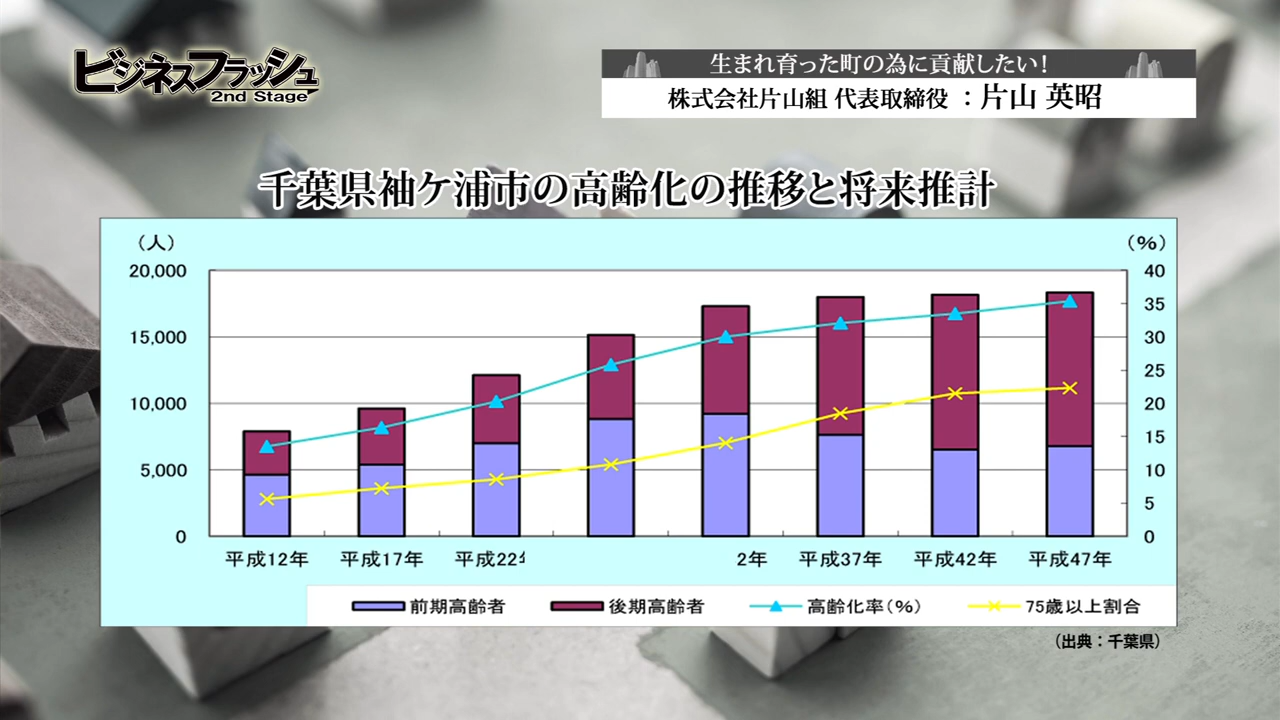 ビジネスフラッシュ
2nd Stage
生まれ育った町の為に貢献したい!
株式会社片山組 代表取締役 : 片山 英昭
千葉県袖ケ浦市の高齢化の推移と将来推計
(人) (%)
20,000 40
35
15,000 30
25
10,000 20
15
5,000 10
5
0 0
平成12年 平成17年 平成22 2年 平成37年 平成42年 平成47年
前期高齢者 後期高齢者 高齢化率(%) 75歳以上割合
(出典:千葉県)